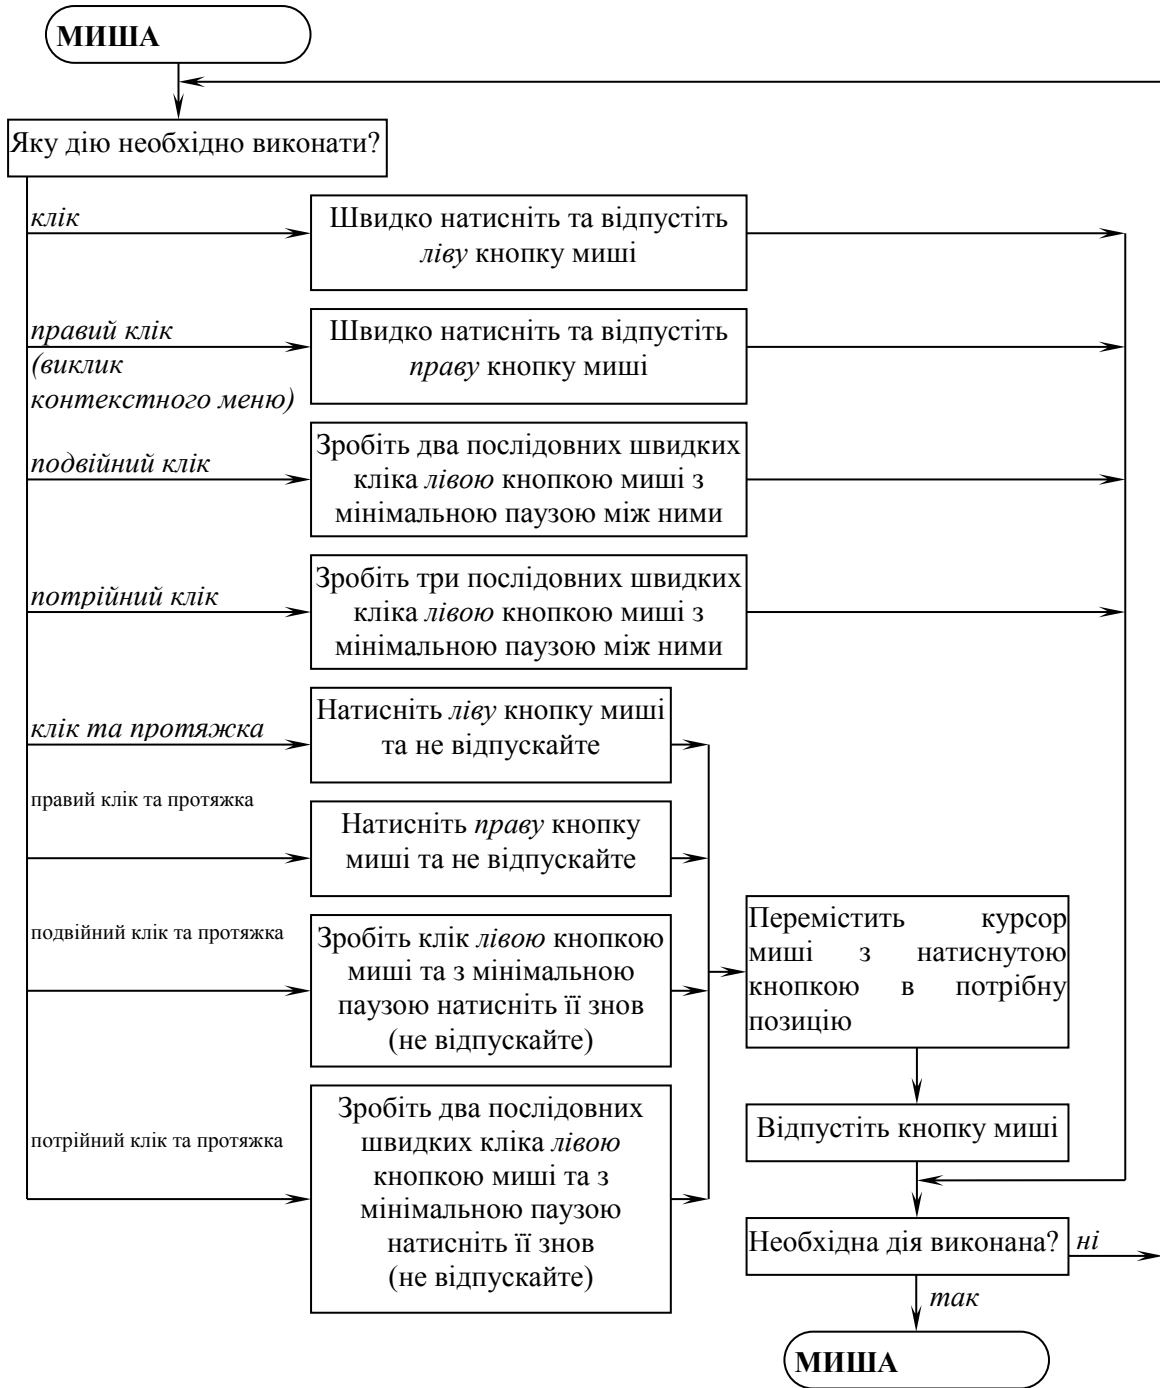 МИША
Яку дію необхідно виконати?
клік
Швидко натисніть та відпустіть
ліву кнопку миші
правий клік
(виклик
контекстного меню)
Швидко натисніть та відпустіть
праву кнопку миші
подвійний клік
Зробіть два послідовних швидких
кліка лівою кнопкою миші з
мінімальною паузою між ними
потрійний клік
Зробіть три послідовних швидких
кліка лівою кнопкою миші з
мінімальною паузою між ними
клік та протяжка
Натисніть ліву кнопку миші
та не відпускайте
правий клік та протяжка
Натисніть праву кнопку
миші та не відпускайте
подвійний клік та протяжка
Зробіть клік лівою кнопкою
миші та з мінімальною
паузою натисніть її знов
(не відпускайте)
потрійний клік та протяжка
Зробіть два послідовних
швидких кліка лівою
кнопкою миші та з
мінімальною паузою
натисніть її знов
(не відпускайте)
Перемістить курсор
миші з натиснутою
кнопкою в потрібну
позицію
Відпустіть кнопку миші
Необхідна дія виконана?
ні
так
МИША